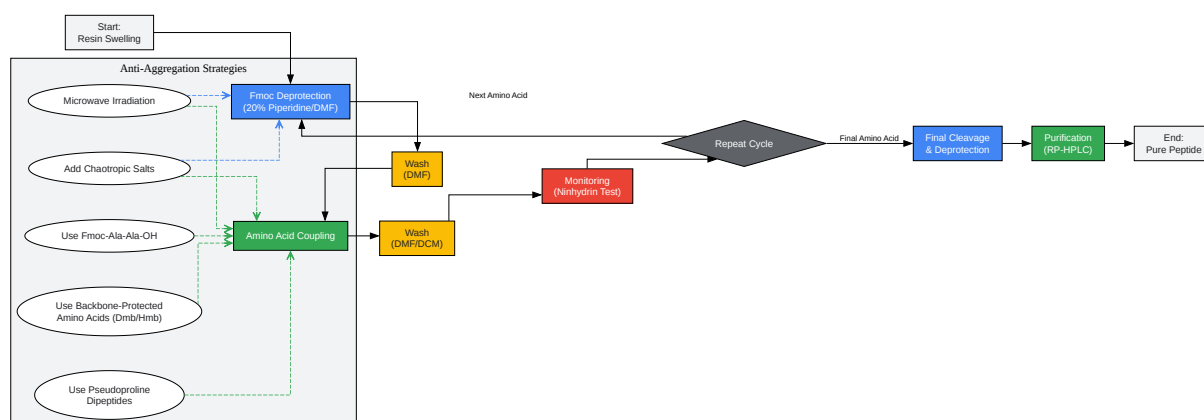 Start:
Resin Swelling
Anti-Aggregation Strategies
Microwave Irradiation
Fmoc Deprotection
(20% Piperidine/DMF)
Next Amino Acid
Add Chaotropic Salts
Wash
(DMF)
Repeat Cycle
Final Amino Acid
Final Cleavage
& Deprotection
Purification
(RP-HPLC)
End:
Pure Peptide
Monitoring
(Ninhydrin Test)
Use Fmoc-Ala-Ala-OH
Amino Acid Coupling
Wash
(DMF/DCM)
Use Backbone-Protected
Amino Acids (Dmb/Hmb)
Use Pseudoproline
Dipeptides